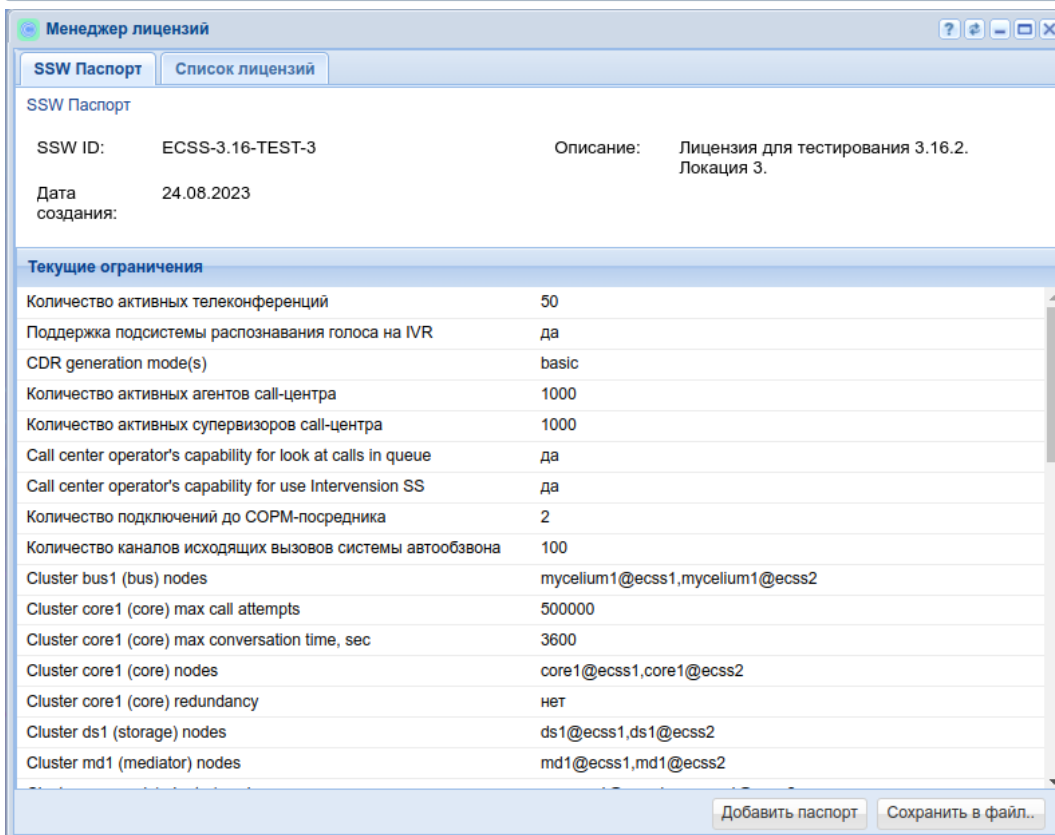 Менеджер лицензий
SSW Паспорт Список лицензий
SSW Паспорт
SSW ID: ECSS-3.16-TEST-3 Описание: Лицензия для тестирования 3.16.2.
Локация 3.
Дата 24.08.2023
создания:
Текущие ограничения
Количество активных телеконференций 50
Поддержка подсистемы распознавания голоса на IVR да
CDR generation mode(s) basic
Количество активных агентов call-центра 1000
Количество активных супервизоров call-центра 1000
Call center operator's capability for look at calls in queue да
Call center operator's capability for use Intervension SS да
Количество подключений до СОРМ-посредника 2
Количество каналов исходящих вызовов системы автообзвона 100
Cluster bus1 (bus) nodes mycelium1@ecss1,mycelium1@ecss2
Cluster core1 (core) max call attempts 500000
Cluster core1 (core) max conversation time, sec 3600
Cluster core1 (core) nodes core1@ecss1,core1@ecss2
Cluster core1 (core) redundancy нет
Cluster ds1 (storage) nodes ds1@ecss1,ds1@ecss2
Cluster md1 (mediator) nodes md1@ecss1,md1@ecss2
Добавить паспорт Сохранить в файл..